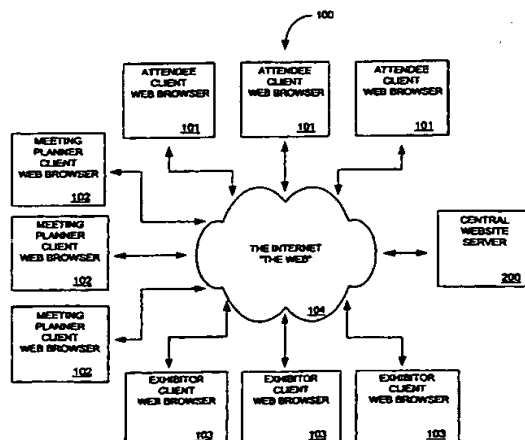 100
ATTENDEE
CLIENT
WEB BROWSER
101
ATTENDEE
CLIENT
WEB BROWSER
101
ATTENDEE
CLIENT
WEB BROWSER
101
MEETING
PLANNER
CLIENT
WEB BROWSER
102
MEETING
PLANNER
CLIENT
WEB BROWSER
102
MEETING
PLANNER
CLIENT
WEB BROWSER
102
THE INTERNET
"THE WEB"
104
CENTRAL
WEBSITE
SERVER
200
EXHIBITOR
CLIENT
WEB BROWSER
103
EXHIBITOR
CLIENT
WEB BROWSER
103
EXHIBITOR
CLIENT
WEB BROWSER
103